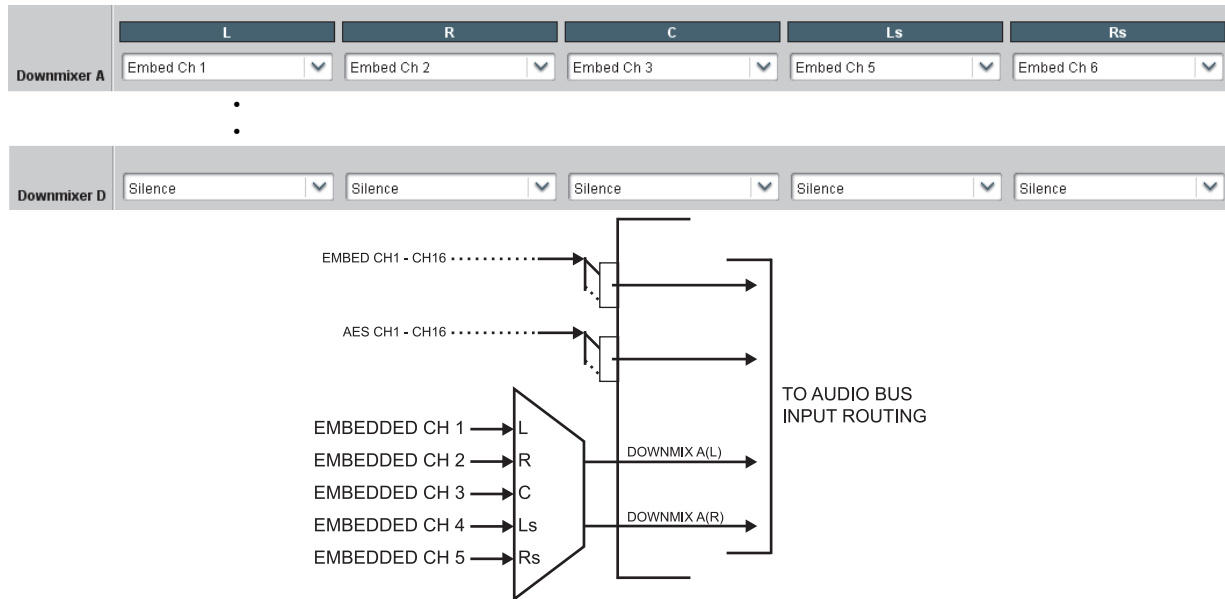 L R C Ls Rs
Downmixer A Embed Ch 1 Embed Ch 2 Embed Ch 3 Embed Ch 5 Embed Ch 6
Downmixer D Silence Silence Silence Silence Silence
EMBED CH1 - CH16
AES CH1 - CH16
TO AUDIO BUS
INPUT ROUTING
EMBEDDED CH 1 L
DOWNMIX A(L)
EMBEDDED CH 2 R
EMBEDDED CH 3 C
DOWNMIX A(R)
EMBEDDED CH 4 Ls
EMBEDDED CH 5 Rs